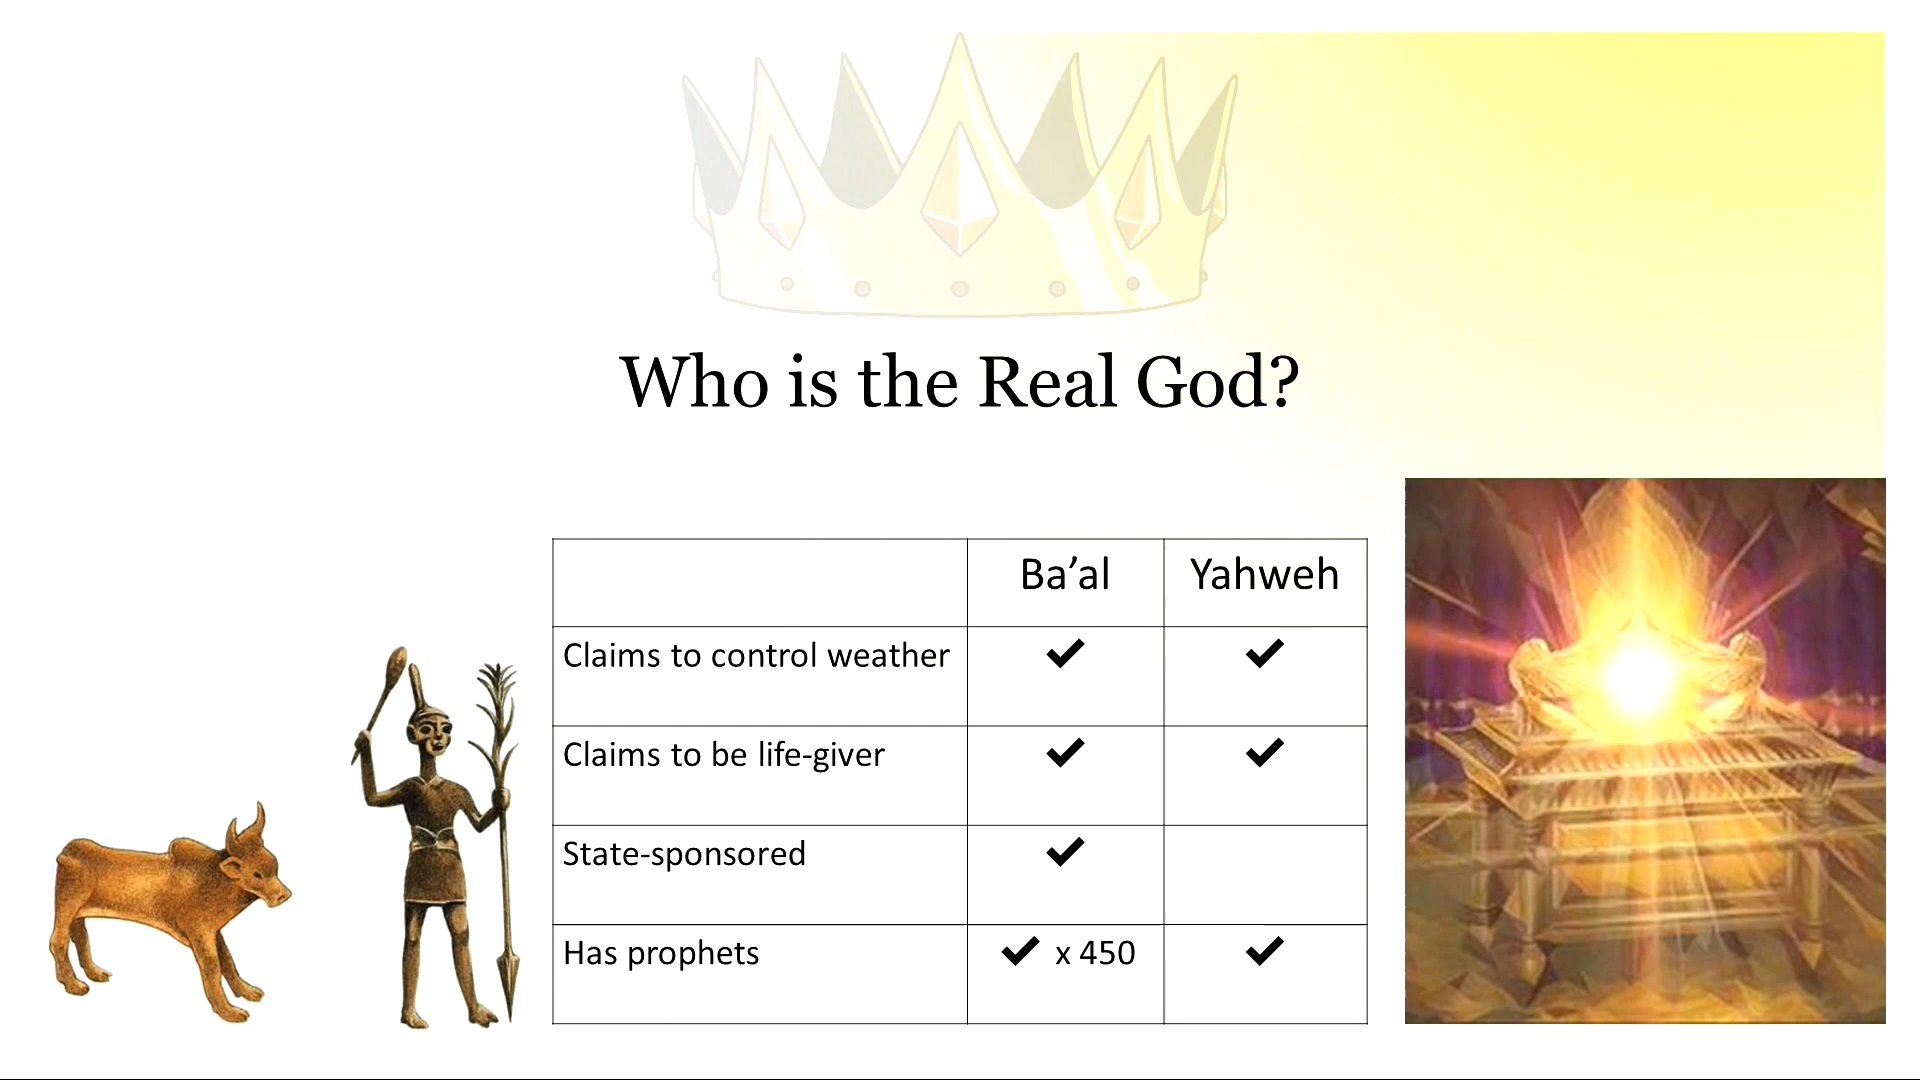 Who is the Real God?
Ba’al Yahweh
Claims to control weather ✔ ✔
Claims to be life-giver ✔ ✔
State-sponsored ✔
Has prophets ✔ x 450 ✔